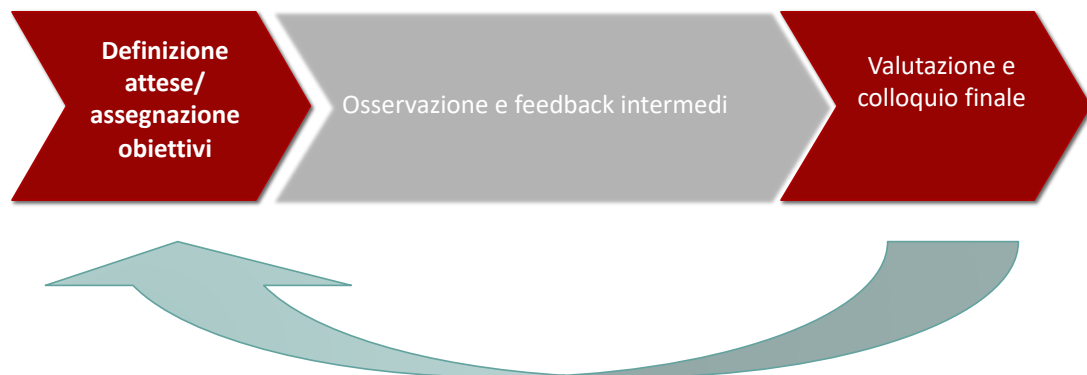 Definizione
attese/
assegnazione
obiettivi
Osservazione e feedback intermedi
Valutazione e
colloquio finale